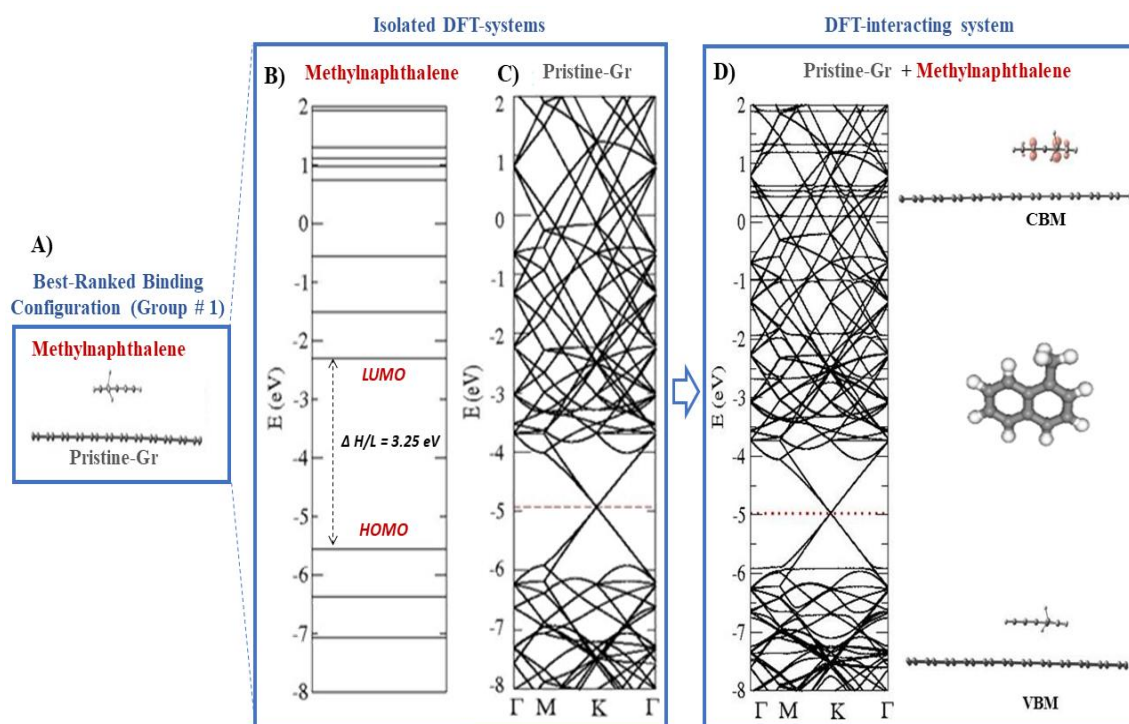 Isolated DFT-systems
DFT-interacting system
A)
Best-Ranked Binding
Configuration (Group # 1)
Methylnaphthalene
Pristine-Gr
B)
Methylnaphthalene
E (eV)
2
1
0
-1
-2
-3
-4
-5
-6
-7
-8
LUMO
Δ H/L = 3.25 eV
HOMO
C)
Pristine-Gr
E (eV)
2
1
0
-1
-2
-3
-4
-5
-6
-7
-8
Γ M K Γ
D)
Pristine-Gr + Methylnaphthalene
E (eV)
2
1
0
-1
-2
-3
-4
-5
-6
-7
-8
Γ M K Γ
CBM
VBM